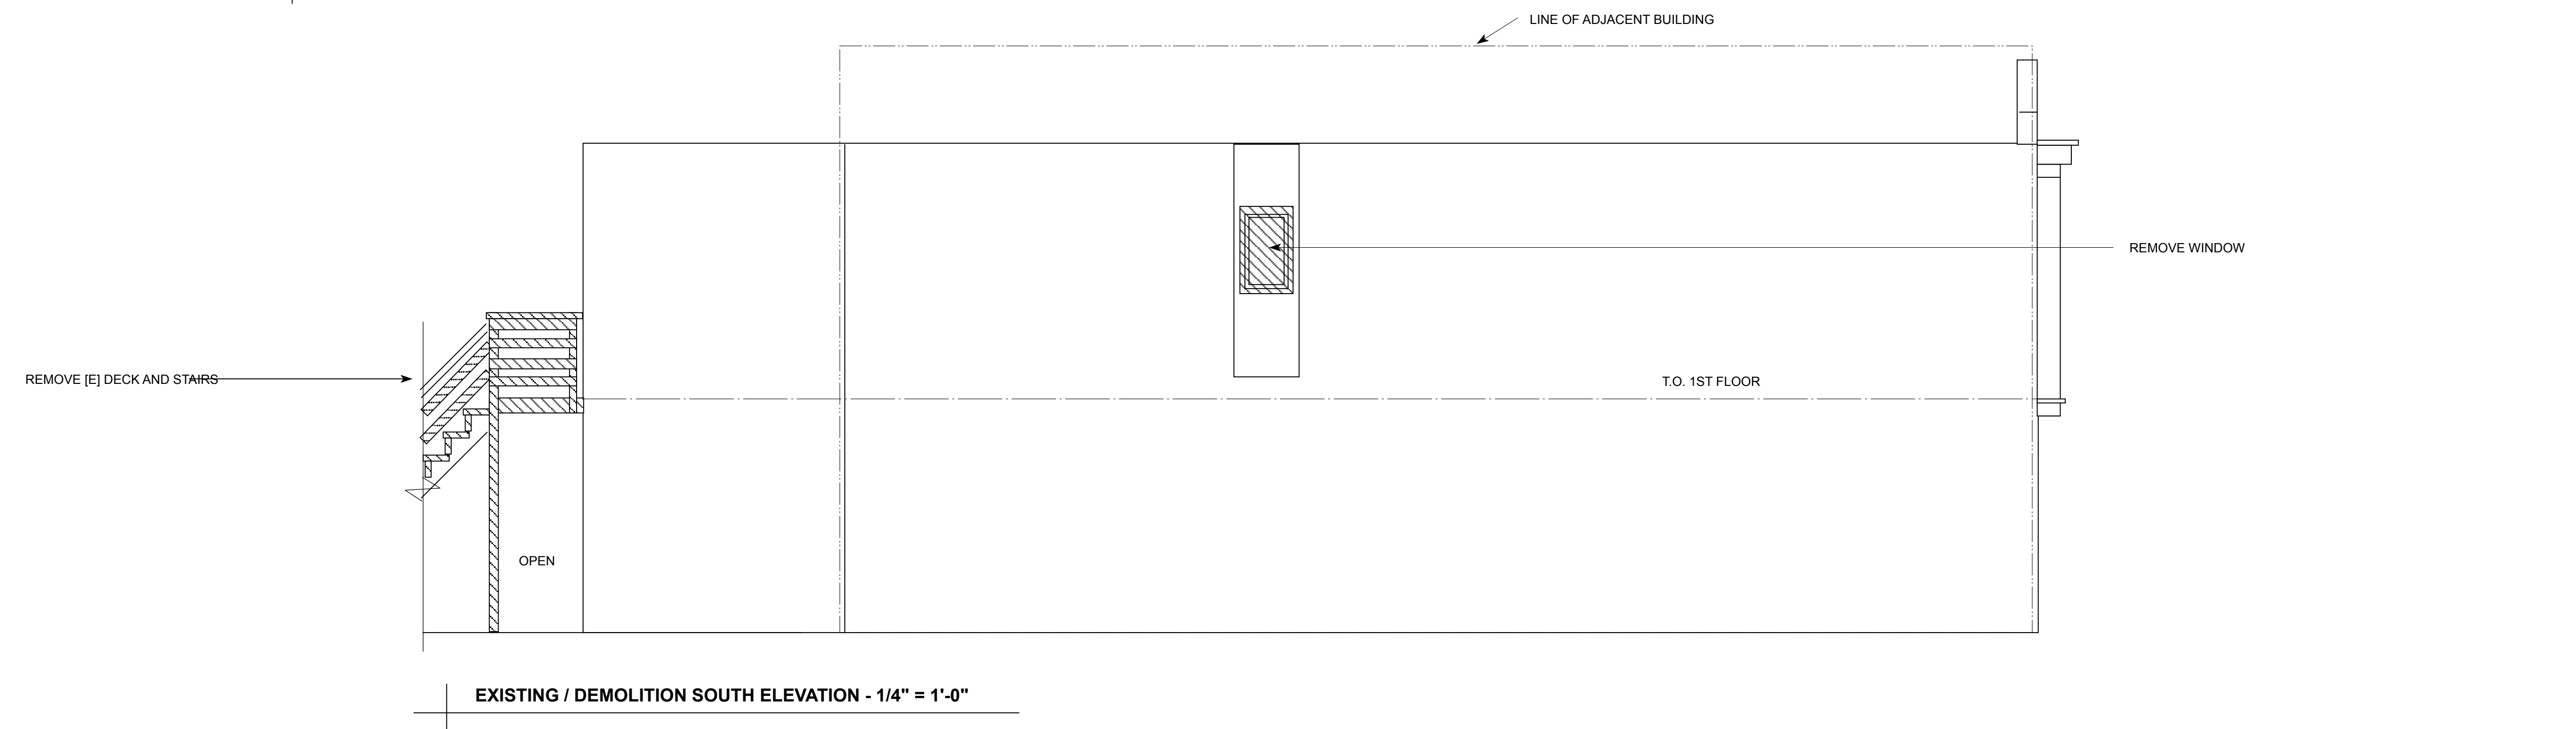 LINE OF ADJACENT BUILDING
REMOVE WINDOW
REMOVE [E] DECK AND STAIRS
T.O. 1ST FLOOR
OPEN
EXISTING / DEMOLITION SOUTH ELEVATION - 1/4" = 1'-0"